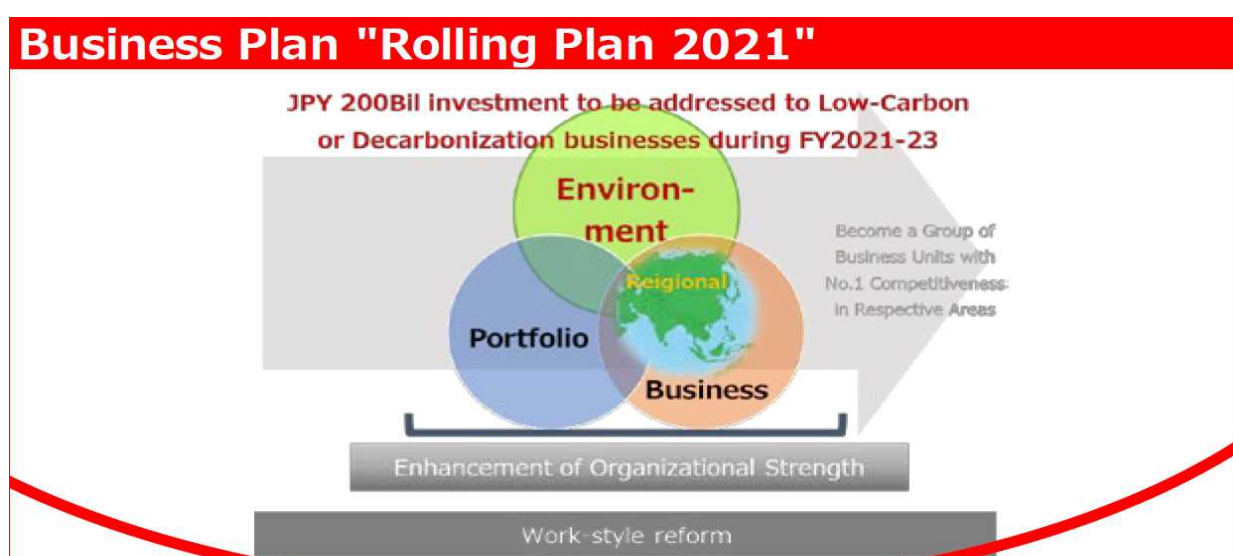 Business Plan "Rolling Plan 2021"
JPY 200Bil investment to be addressed to Low-Carbon
or Decarbonization businesses during FY2021-23
Environ-
ment
Become a Group of
Business Units with
No.1 Competitiveness
in Respective Areas
Reigional
Portfolio
Business
Enhancement of Organizational Strength
Work-style reform